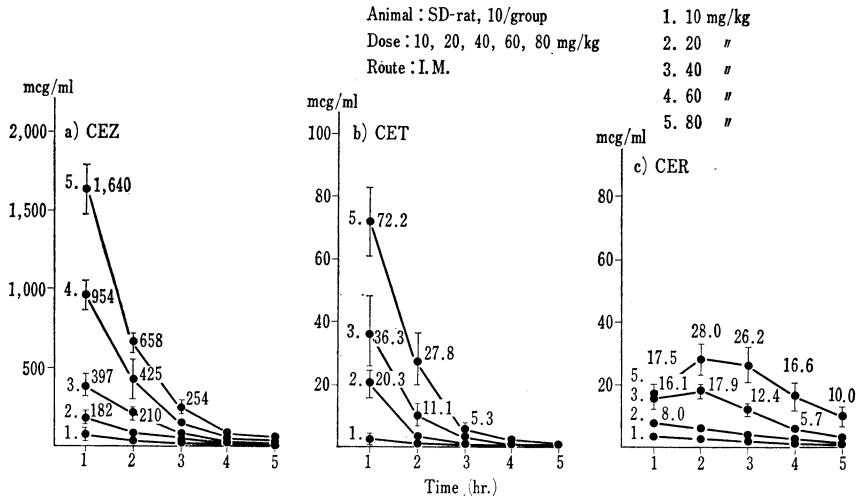 Animal : SD-rat, 10/group
Dose : 10, 20, 40, 60, 80 mg/kg
Route : I.M.
1. 10 mg/kg
2. 20 〃
3. 40 〃
4. 60 〃
5. 80 〃
mcg/ml
2,000
1,500
1,000
500
a) CEZ
5. 1,640
4. 954
658
3. 397
425
254
2. 182
210
1.
1 2 3 4 5
mcg/ml
100
80
60
40
20
b) CET
5. 72.2
3. 36.3
27.8
2. 20.3
11.1
5.3
1.
1 2 3 4 5
Time (hr.)
mcg/ml
80
60
40
20
c) CER
28.0
26.2
5. 17.5
16.6
3. 16.1
17.9
12.4
10.0
2. 8.0
5.7
1.
1 2 3 4 5